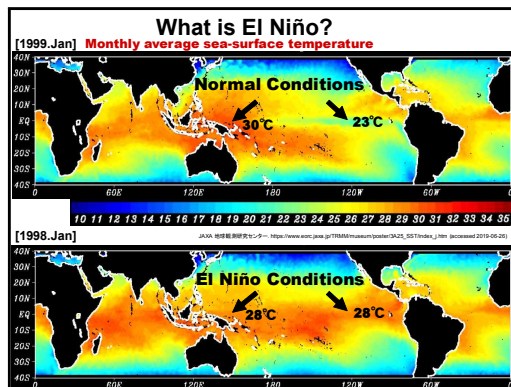 What is El Niño?
[1999.Jan] Monthly average sea-surface temperature
40N
30N
20N
10N
EQ
10S
20S
30S
40S
Normal Conditions
30℃
23℃
0
60E
120E
180
120W
60W
0
10 11 12 13 14 15 16 17 18 19 20 21 22 23 24 25 26 27 28 29 30 31 32 33 34 35
[1998.Jan]
JAXA 地球観測研究センター: https://www.eorc.jaxa.jp/TRMM/museum/poster/3A25_SST/index_j.htm (accessed 2019-06-26)
40N
30N
20N
10N
EQ
10S
20S
30S
40S
El Niño Conditions
28℃
28℃
0
60E
120E
180
120W
60W
0